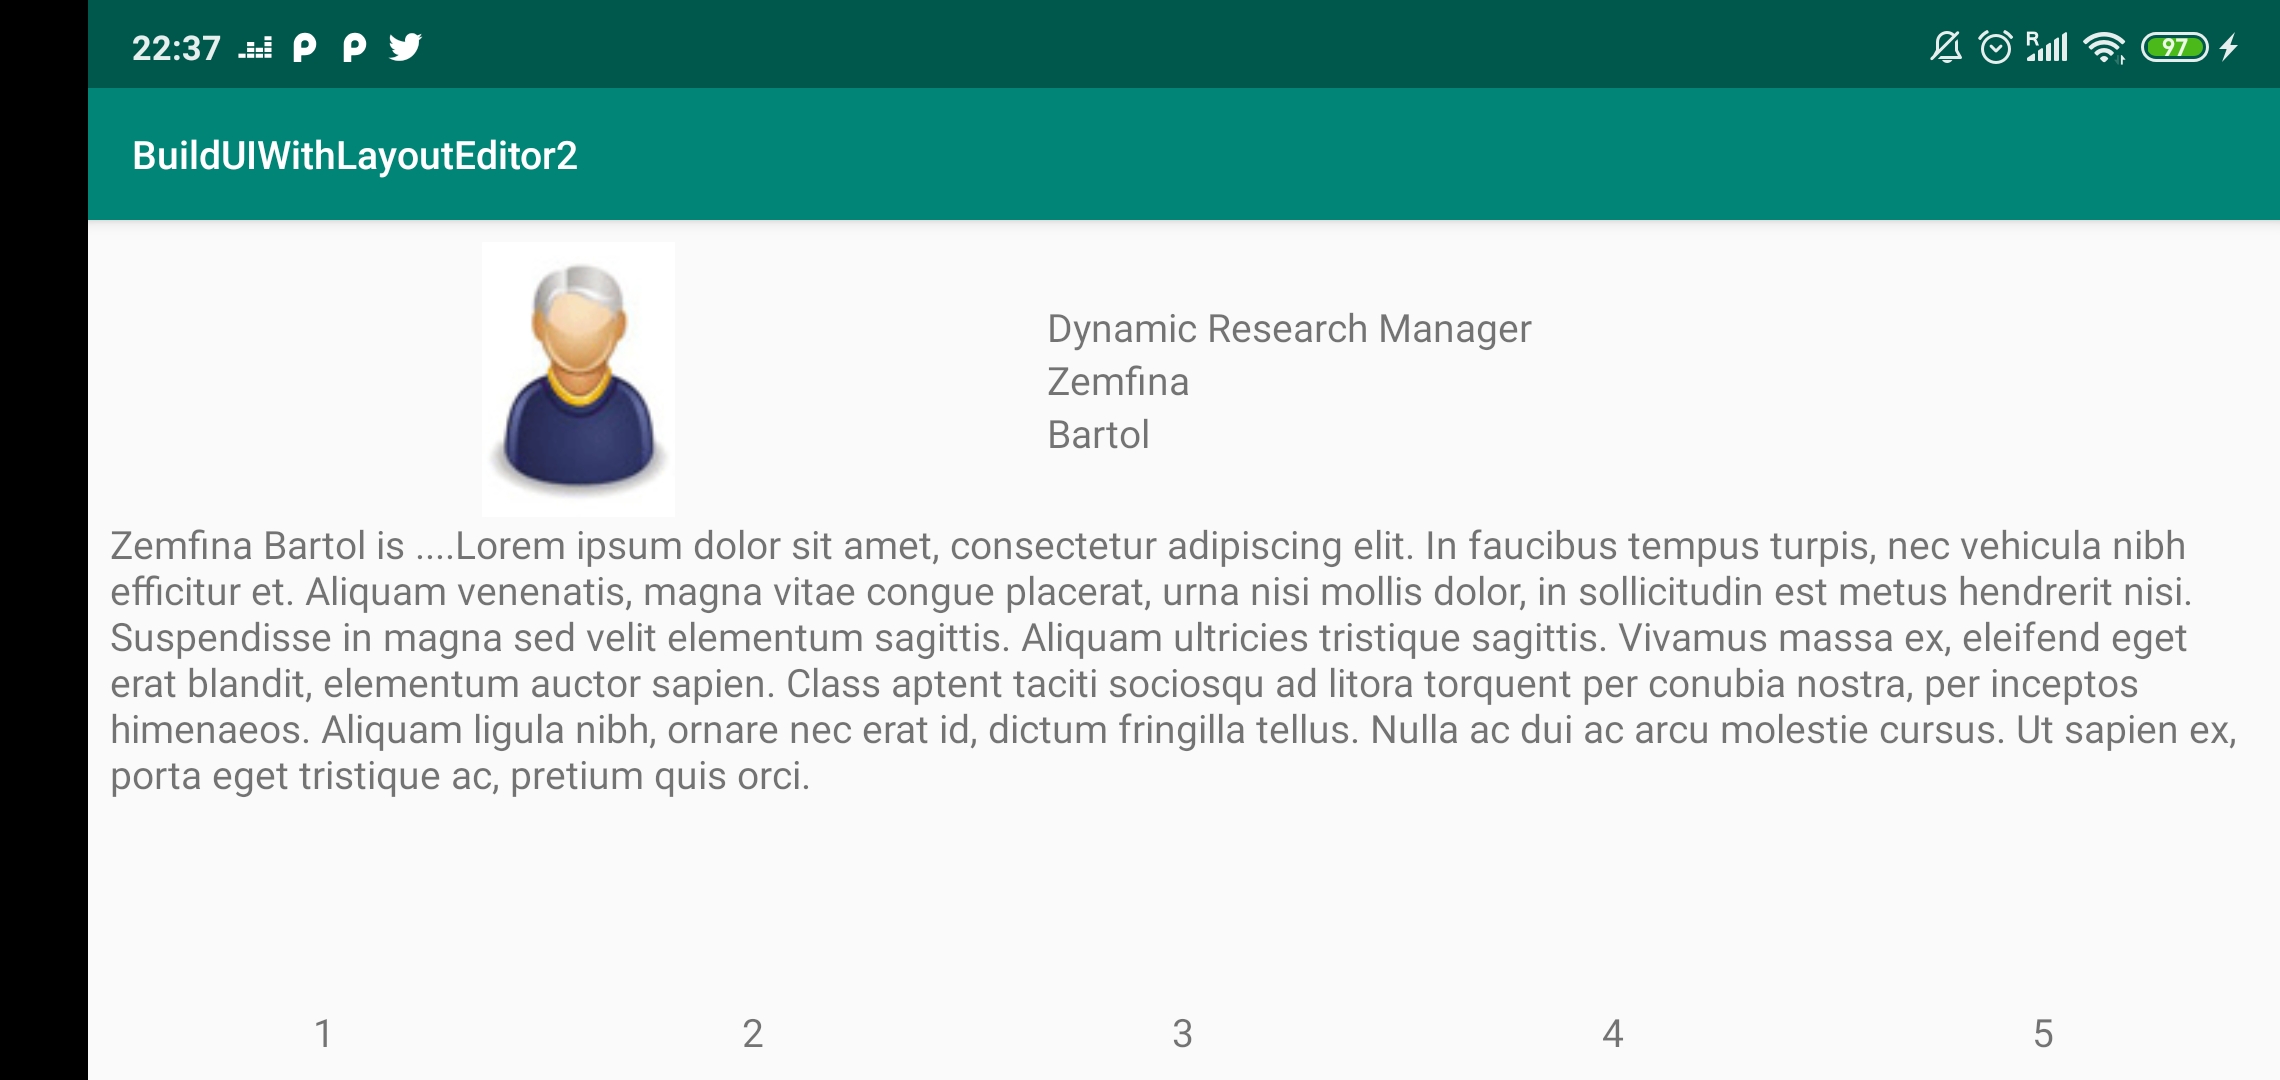 22:37
R
97
BuildUIWithLayoutEditor2
Dynamic Research Manager
Zemfina
Bartol
Zemfina Bartol is ....Lorem ipsum dolor sit amet, consectetur adipiscing elit. In faucibus tempus turpis, nec vehicula nibh
efficitur et. Aliquam venenatis, magna vitae congue placerat, urna nisi mollis dolor, in sollicitudin est metus hendrerit nisi.
Suspendisse in magna sed velit elementum sagittis. Aliquam ultricies tristique sagittis. Vivamus massa ex, eleifend eget
erat blandit, elementum auctor sapien. Class aptent taciti sociosqu ad litora torquent per conubia nostra, per inceptos
himenaeos. Aliquam ligula nibh, ornare nec erat id, dictum fringilla tellus. Nulla ac dui ac arcu molestie cursus. Ut sapien ex,
porta eget tristique ac, pretium quis orci.
1 2 3 4 5